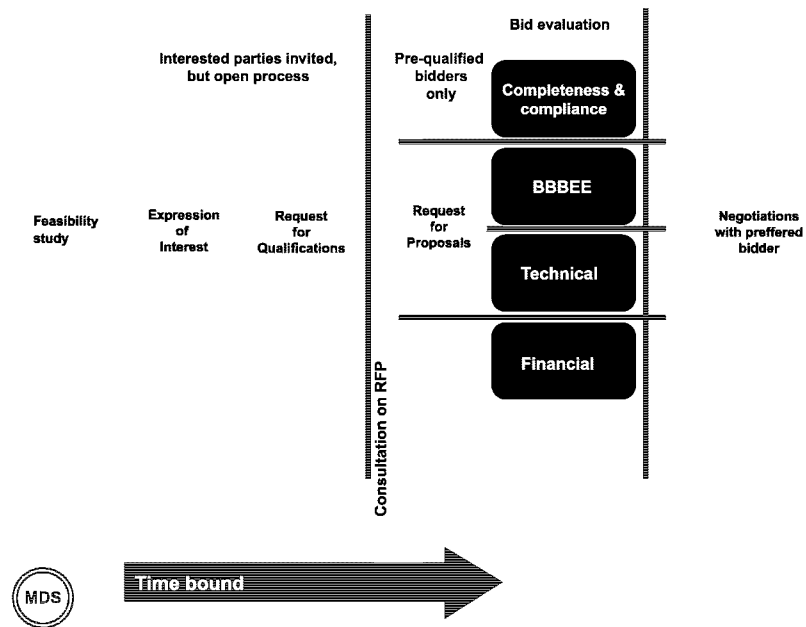 Bid evaluation
Interested parties invited,
but open process
Pre-qualified
bidders
only
Completeness &
compliance
BBBEE
Feasibility
study
Expression
of
Interest
Request
for
Qualifications
Request
for
Proposals
Negotiations
with preffered
bidder
Technical
Financial
Consultation on RFP
Time bound
MDS